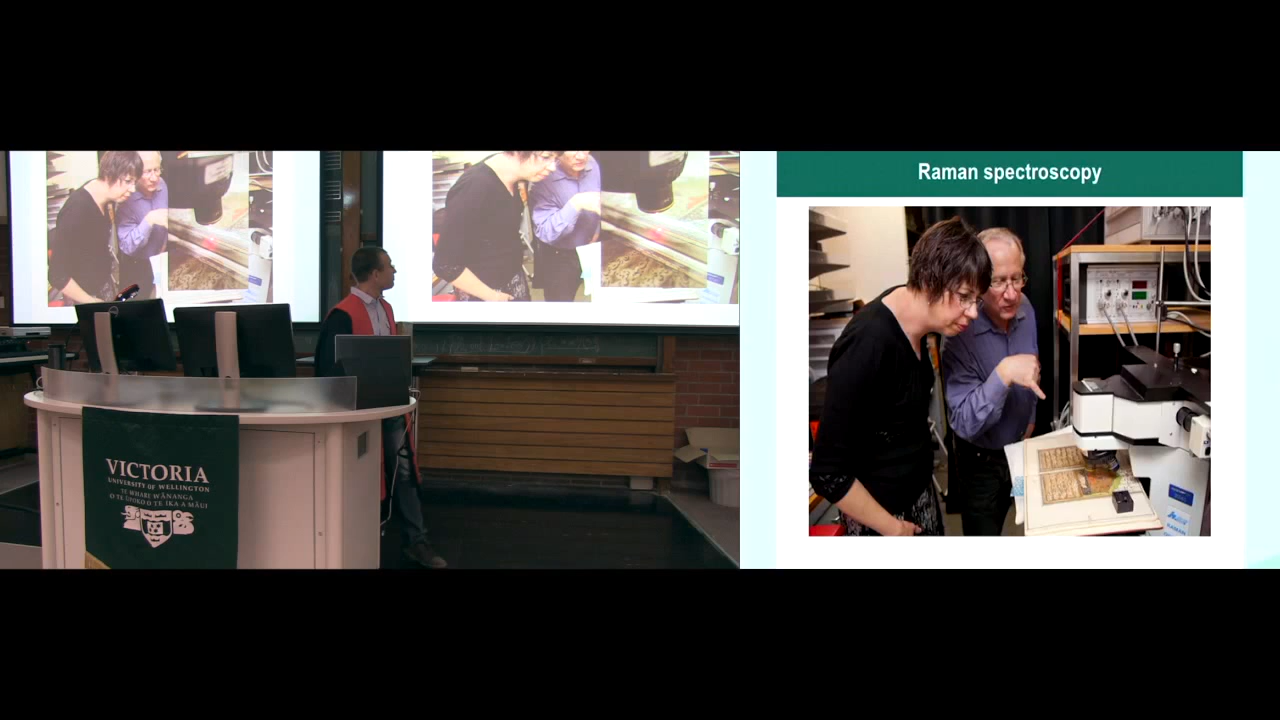 Raman spectroscopy
VICTORIA
UNIVERSITY OF WELLINGTON
TE WHARE WĀNANGA
O TE ŪPOKO O TE IKA A MĀUI